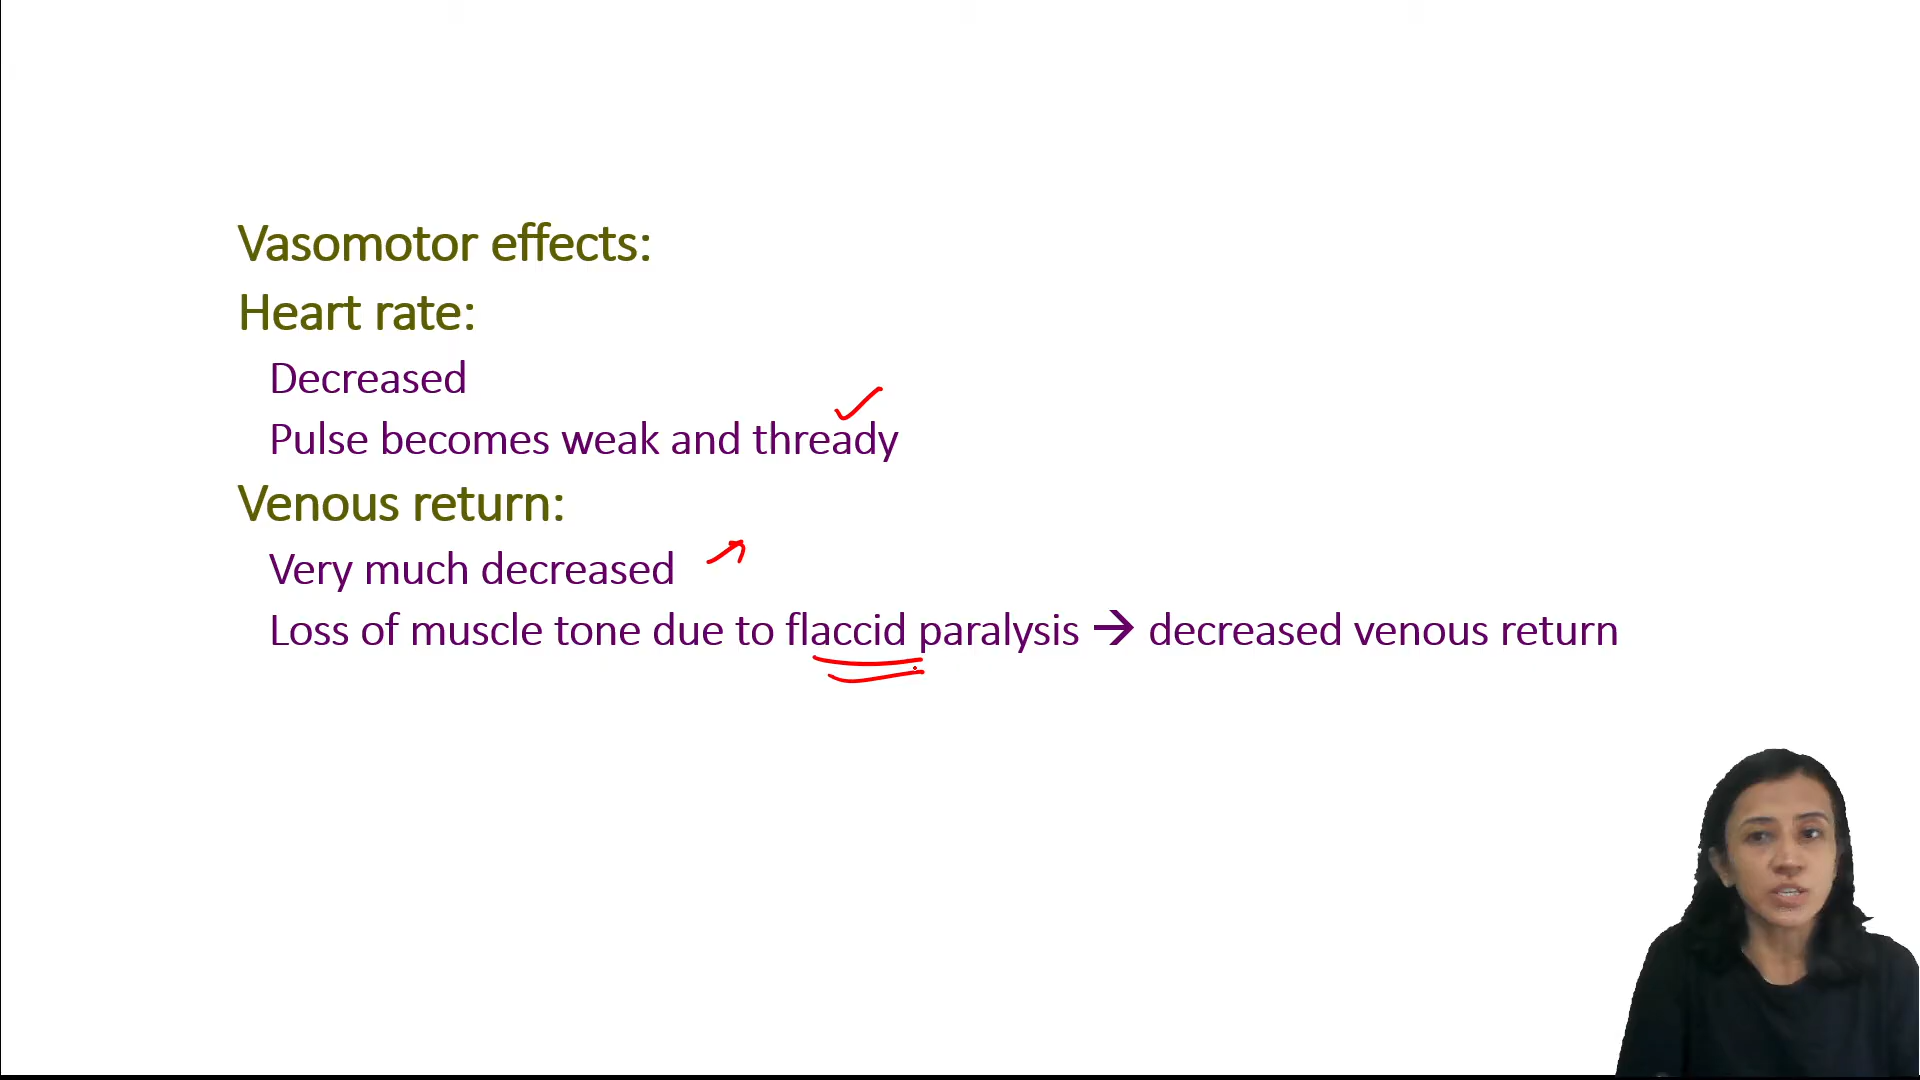 Vasomotor effects:
Heart rate:
Decreased
Pulse becomes weak and thready
Venous return:
Very much decreased
Loss of muscle tone due to flaccid paralysis → decreased venous return